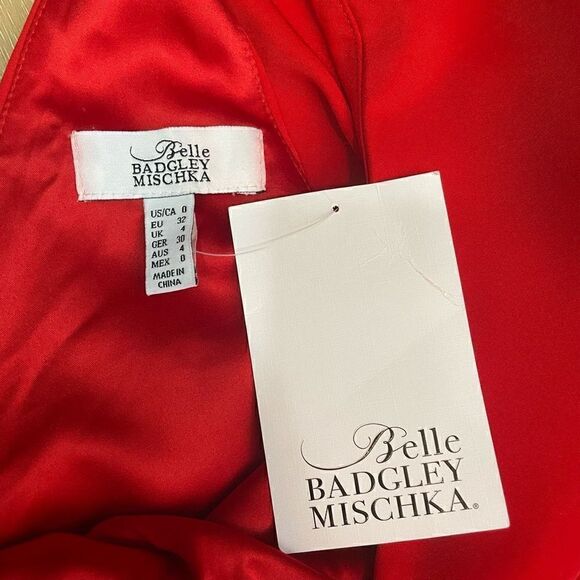 Belle
BADGLEY
MISCHKA
US/CA 0
EU 32
UK 4
GER 30
AUS 4
MEX 0
MADE IN
CHINA
Belle
BADGLEY
MISCHKA®